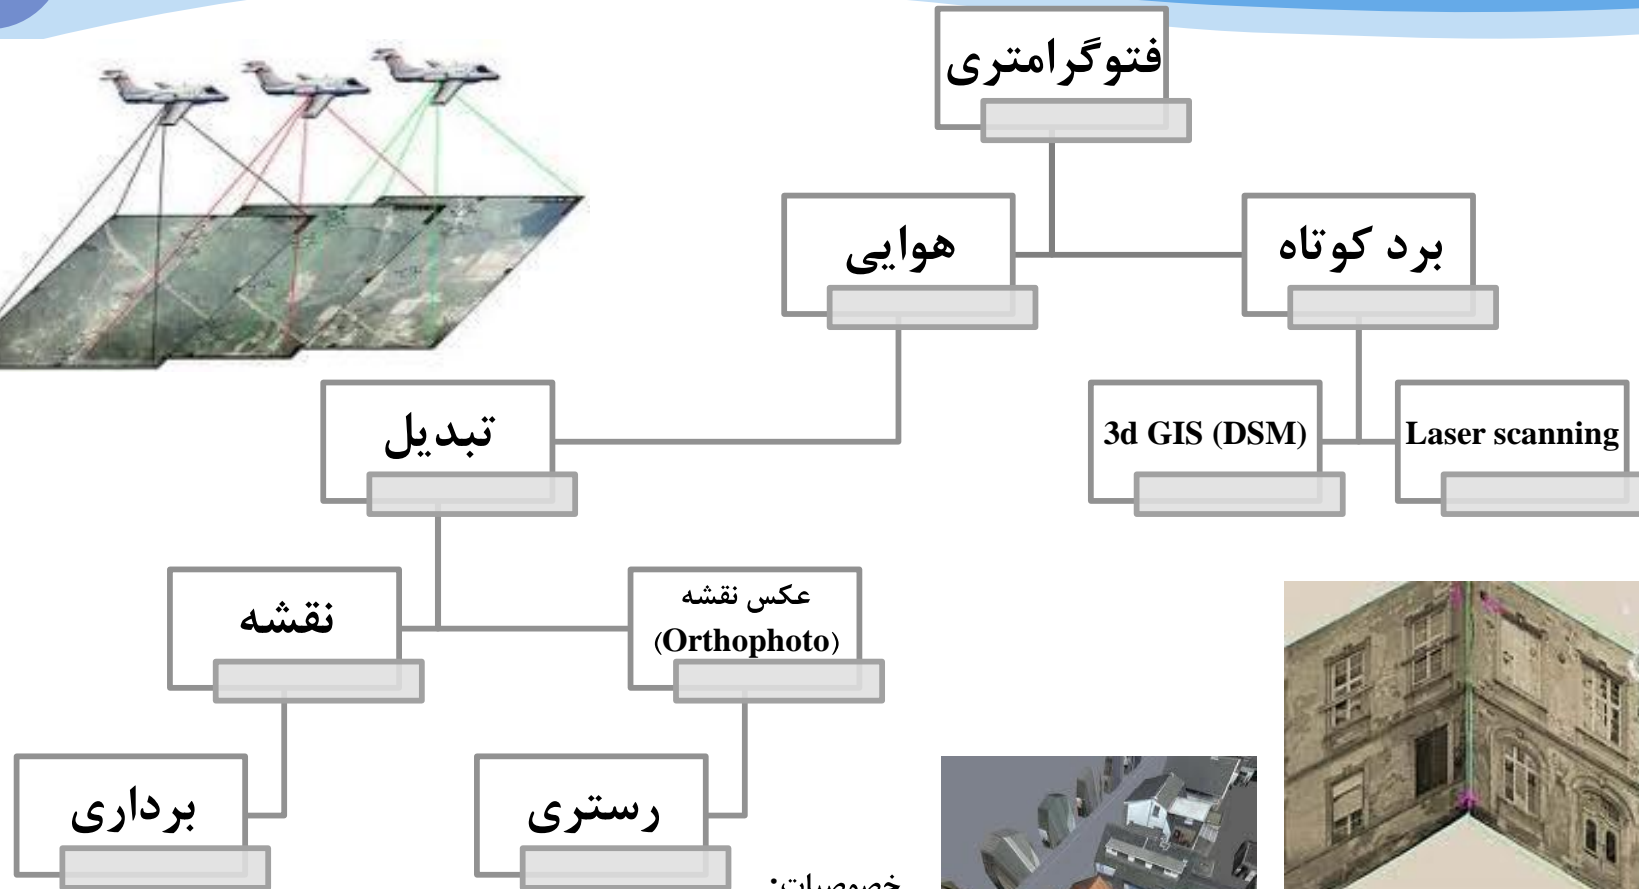 فتوگرامتری
برد کوتاه
هوایی
Laser scanning
3d GIS (DSM)
تبدیل
عکس نقشه
(Orthophoto)
نقشه
رستری
برداری
خصوصیات: